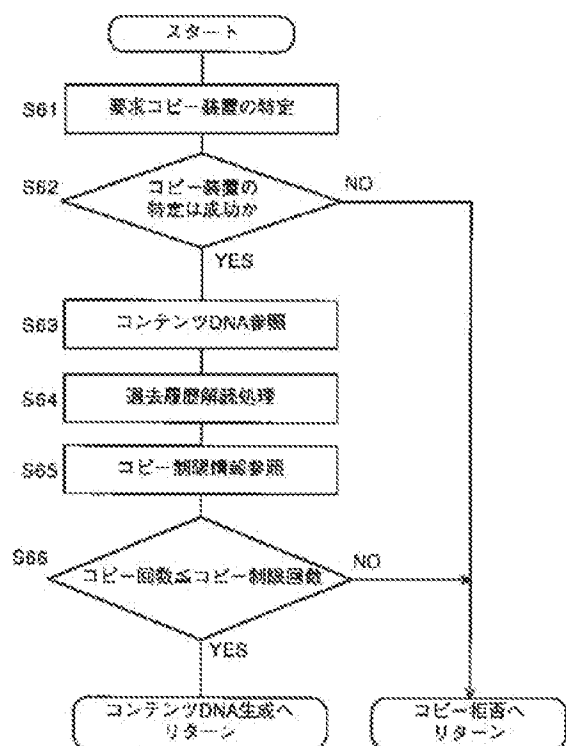 スタート
S61
要求コピー装置の特定
S62
コピー装置の
特定は成功か
NO
YES
S63
コンテンツDNA参照
S64
過去履歴解読処理
S65
コピー制限情報参照
S66
コピー回数≦コピー制限回数
NO
YES
コンテンツDNA生成へ
リターン
コピー拒否へ
リターン